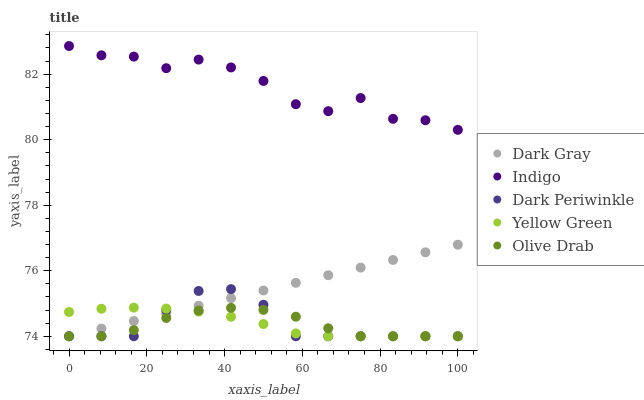 title
yaxis_label
82
80
78
76
74
0
20
40
60
80
100
xaxis_label
Dark Gray
Indigo
Dark Periwinkle
Yellow Green
Olive Drab